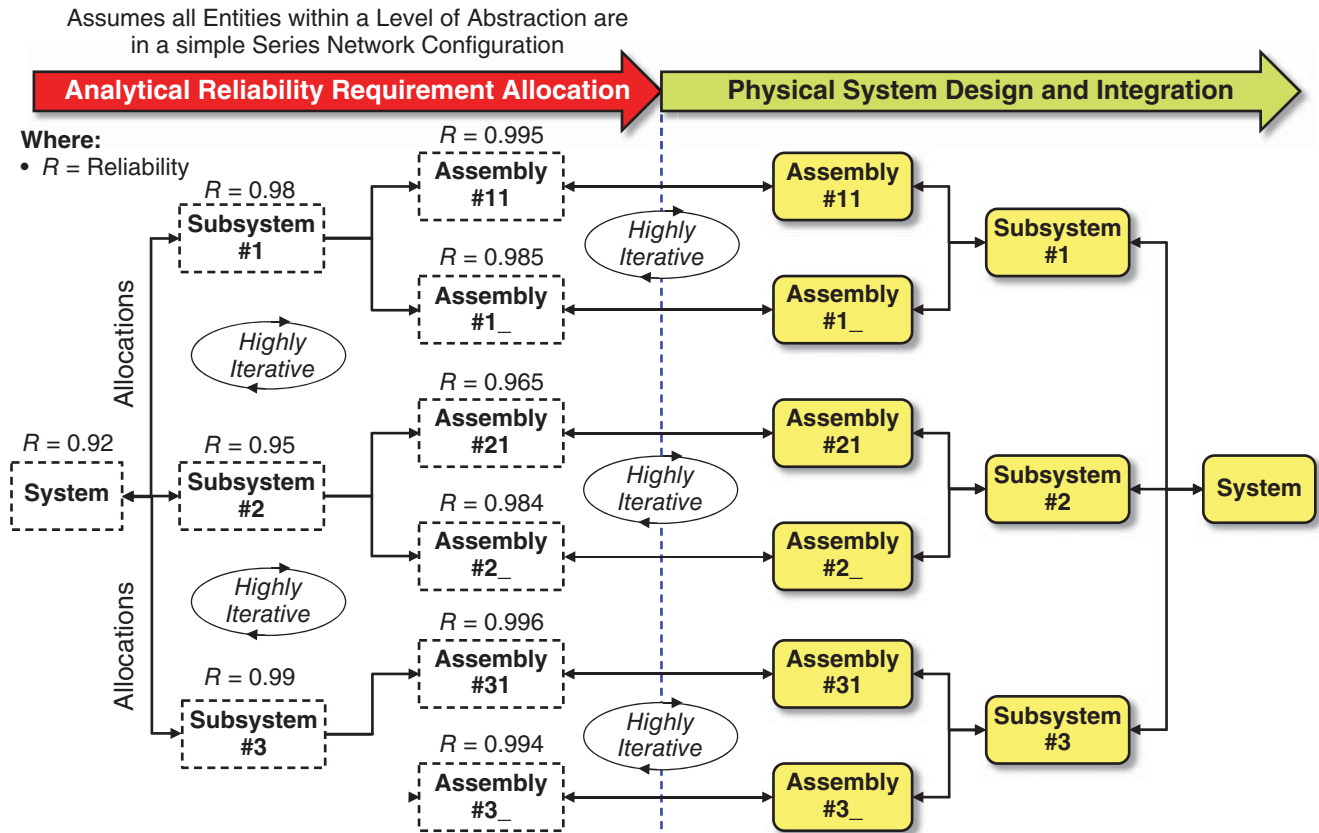 Assumes all Entities within a Level of Abstraction are
in a simple Series Network Configuration
Analytical Reliability Requirement Allocation
Physical System Design and Integration
Where:
• R = Reliability
R = 0.92
System
Allocations
Allocations
R = 0.98
Subsystem
#1
Highly
Iterative
R = 0.95
Subsystem
#2
Highly
Iterative
R = 0.99
Subsystem
#3
R = 0.995
Assembly
#11
R = 0.985
Assembly
#1_
R = 0.965
Assembly
#21
R = 0.984
Assembly
#2_
R = 0.996
Assembly
#31
R = 0.994
Assembly
#3_
Highly
Iterative
Highly
Iterative
Highly
Iterative
Assembly
#11
Assembly
#1_
Assembly
#21
Assembly
#2_
Assembly
#31
Assembly
#3_
Subsystem
#1
Subsystem
#2
Subsystem
#3
System